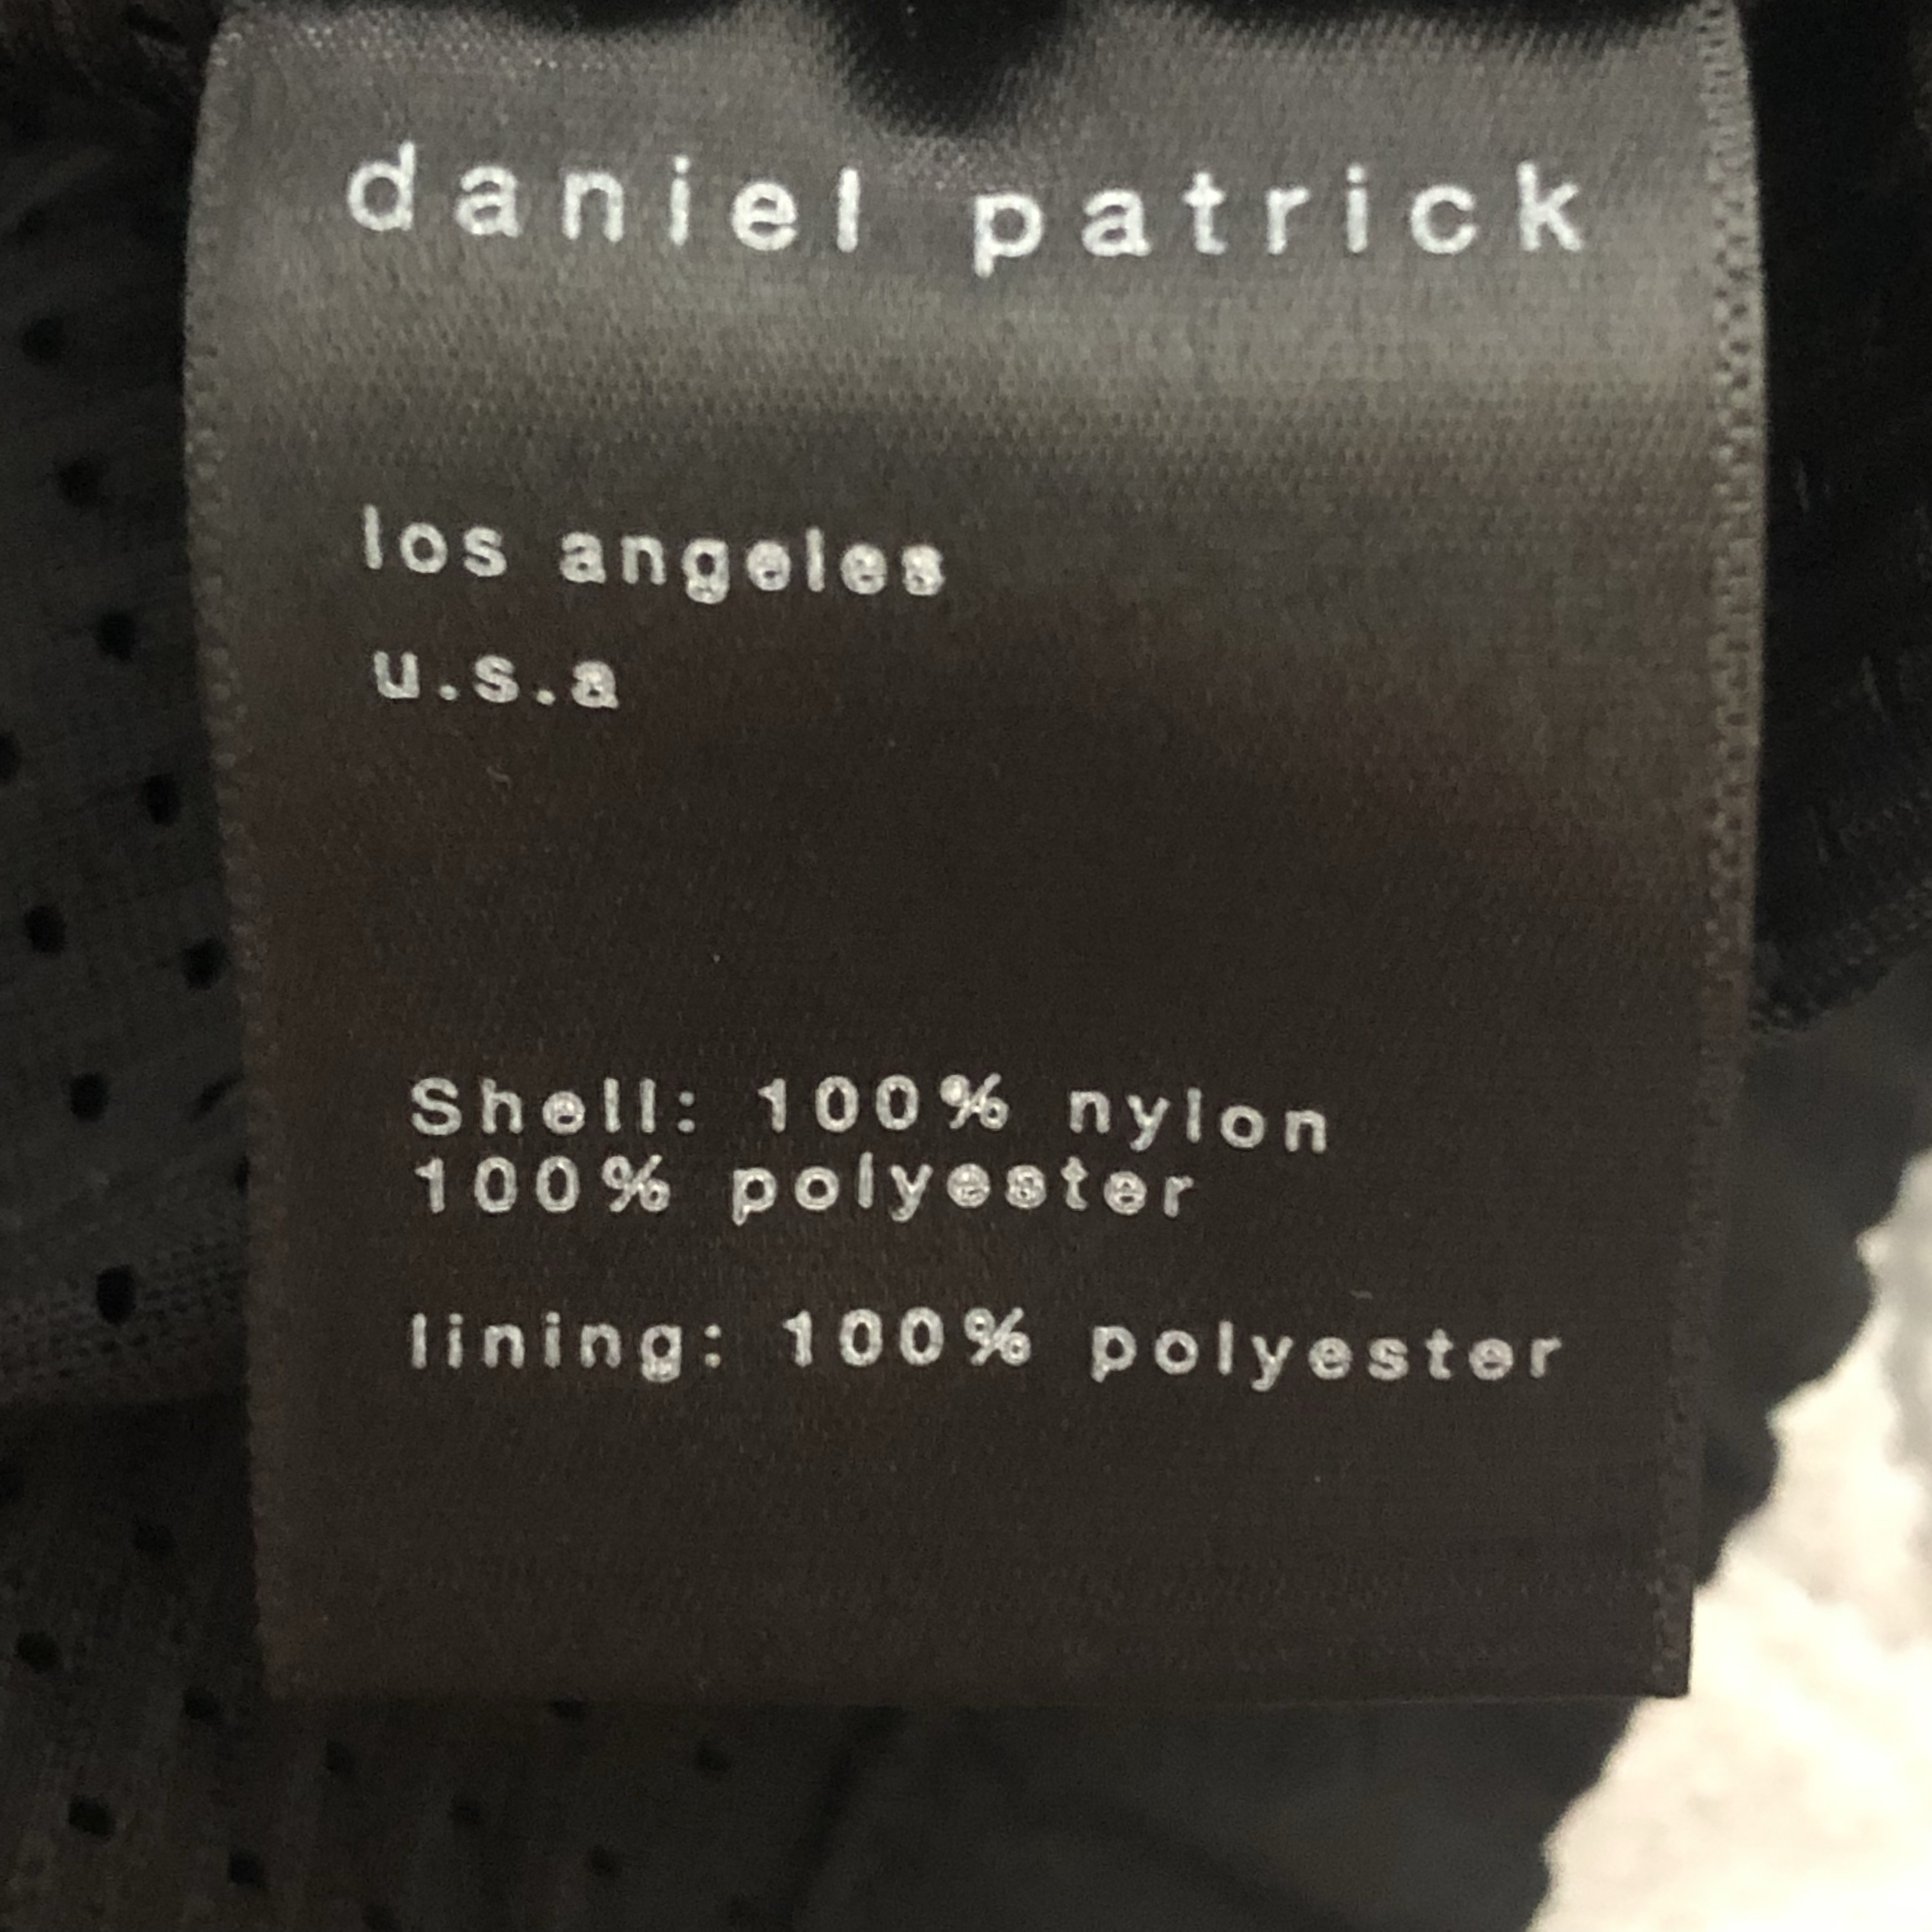 daniel patrick
los angeles
u.s.a
Shell: 100% nylon
100% polyester
lining: 100% polyester